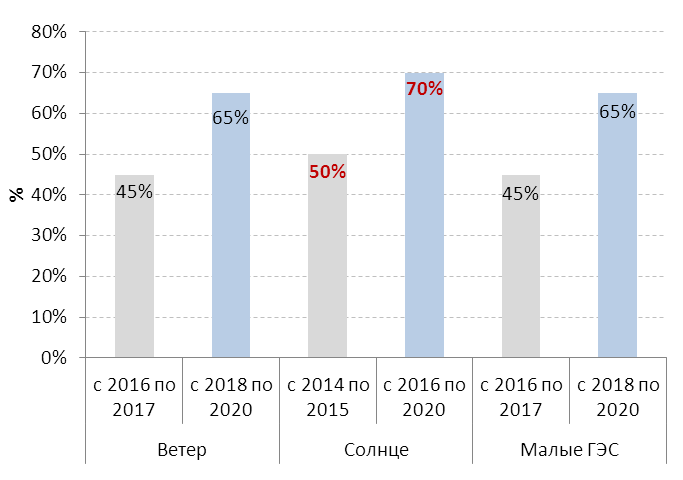 80%
70%
60%
50%
40%
30%
20%
10%
0%
%
45%
65%
50%
70%
45%
65%
с 2016 по
2017
с 2018 по
2020
с 2014 по
2015
с 2016 по
2020
с 2016 по
2017
с 2018 по
2020
Ветер
Солнце
Малые ГЭС